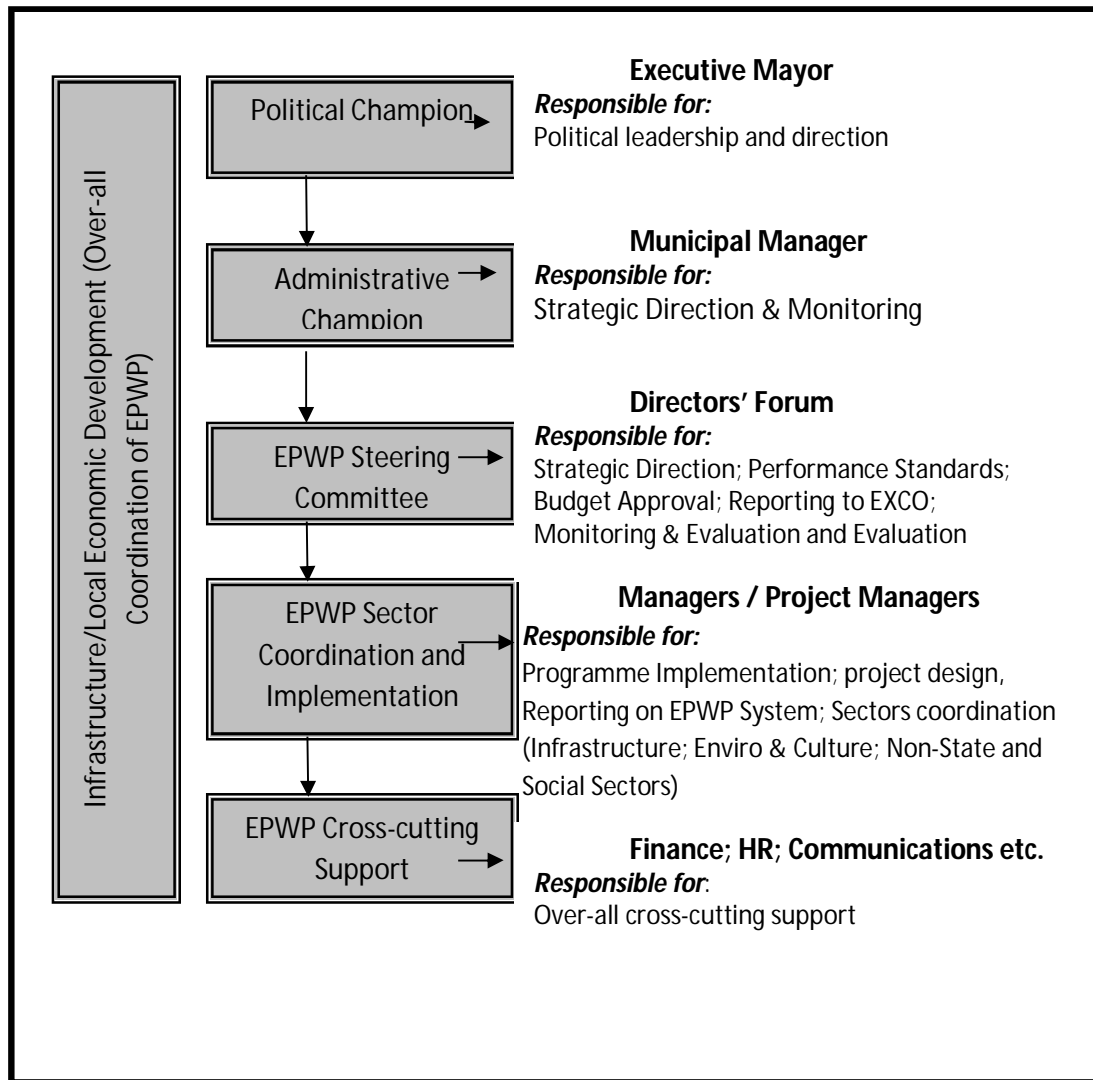 Infrastructure/Local Economic Development (Over-all
Coordination of EPWP)
Political Champion
Executive Mayor
Responsible for:
Political leadership and direction
Administrative
Champion
Municipal Manager
Responsible for:
Strategic Direction & Monitoring
EPWP Steering
Committee
Directors’ Forum
Responsible for:
Strategic Direction; Performance Standards;
Budget Approval; Reporting to EXCO;
Monitoring & Evaluation and Evaluation
EPWP Sector
Coordination and
Implementation
Managers / Project Managers
Responsible for:
Programme Implementation; project design,
Reporting on EPWP System; Sectors coordination
(Infrastructure; Enviro & Culture; Non-State and
Social Sectors)
EPWP Cross-cutting
Support
Finance; HR; Communications etc.
Responsible for:
Over-all cross-cutting support